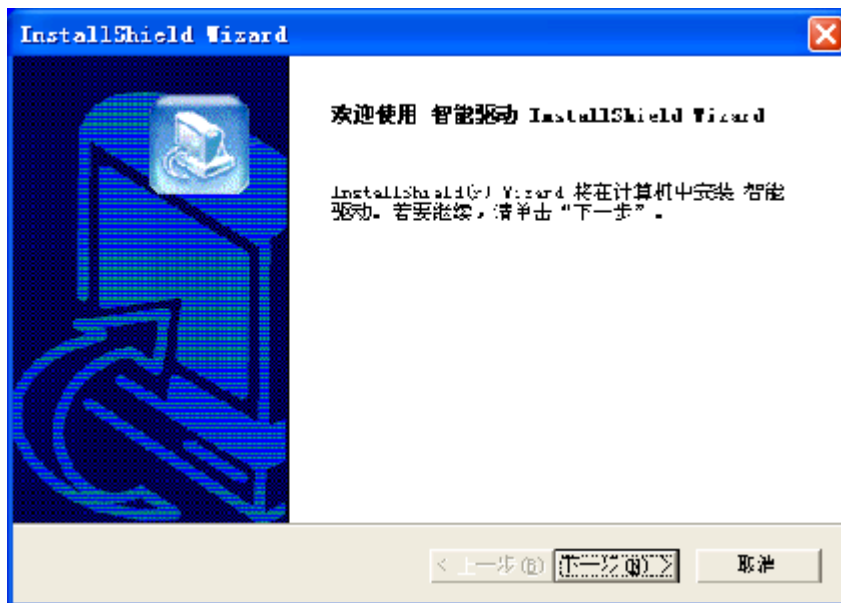 InstallShield Wizard
欢迎使用 智能驱动 InstallShield Wizard
InstallShield(r) Wizard 将在计算机中安装 智能
驱动。若要继续，请单击“下一步”。
< 上一步(B)
下一步(N) >
取消